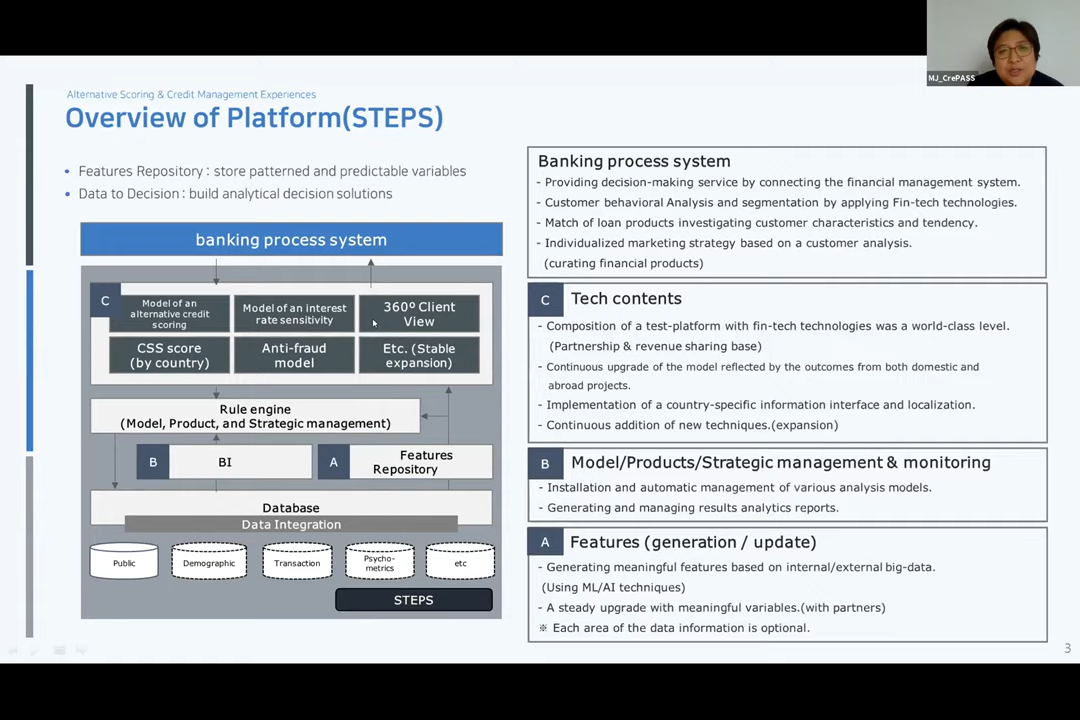 MJ_CrePASS
Alternative Scoring & Credit Management Experiences
Overview of Platform(STEPS)
• Features Repository : store patterned and predictable variables
• Data to Decision : build analytical decision solutions
banking process system
C
Model of an
alternative credit
scoring
Model of an interest
rate sensitivity
360º Client
View
CSS score
(by country)
Anti-fraud
model
Etc. (Stable
expansion)
Rule engine
(Model, Product, and Strategic management)
B
BI
A
Features
Repository
Database
Data Integration
Public
Demographic
Transaction
Psycho-
metrics
etc
STEPS
Banking process system
- Providing decision-making service by connecting the financial management system.
- Customer behavioral Analysis and segmentation by applying Fin-tech technologies.
- Match of loan products investigating customer characteristics and tendency.
- Individualized marketing strategy based on a customer analysis.
(curating financial products)
C Tech contents
- Composition of a test-platform with fin-tech technologies was a world-class level.
(Partnership & revenue sharing base)
- Continuous upgrade of the model reflected by the outcomes from both domestic and
abroad projects.
- Implementation of a country-specific information interface and localization.
- Continuous addition of new techniques.(expansion)
B Model/Products/Strategic management & monitoring
- Installation and automatic management of various analysis models.
- Generating and managing results analytics reports.
A Features (generation / update)
- Generating meaningful features based on internal/external big-data.
(Using ML/AI techniques)
- A steady upgrade with meaningful variables.(with partners)
※ Each area of the data information is optional.
3